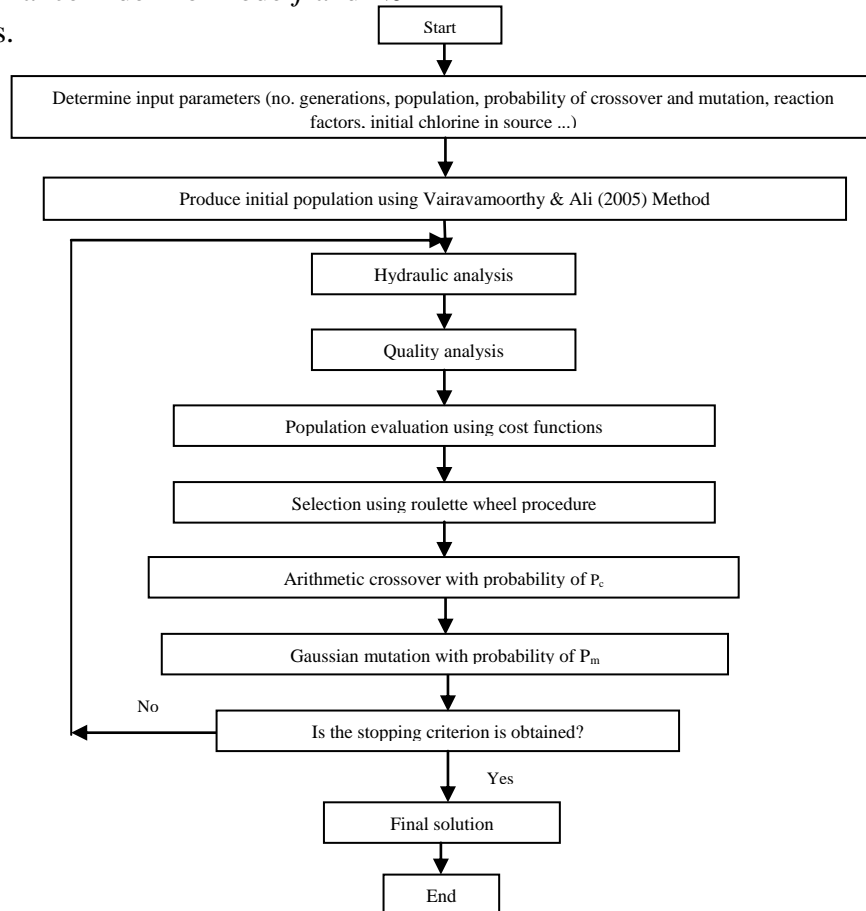 s.
Start
Determine input parameters (no. generations, population, probability of crossover and mutation, reaction
factors, initial chlorine in source ...)
Produce initial population using Vairavamoorthy & Ali (2005) Method
Hydraulic analysis
Quality analysis
Population evaluation using cost functions
Selection using roulette wheel procedure
Arithmetic crossover with probability of Pc
Gaussian mutation with probability of Pm
No
Is the stopping criterion is obtained?
Yes
Final solution
End